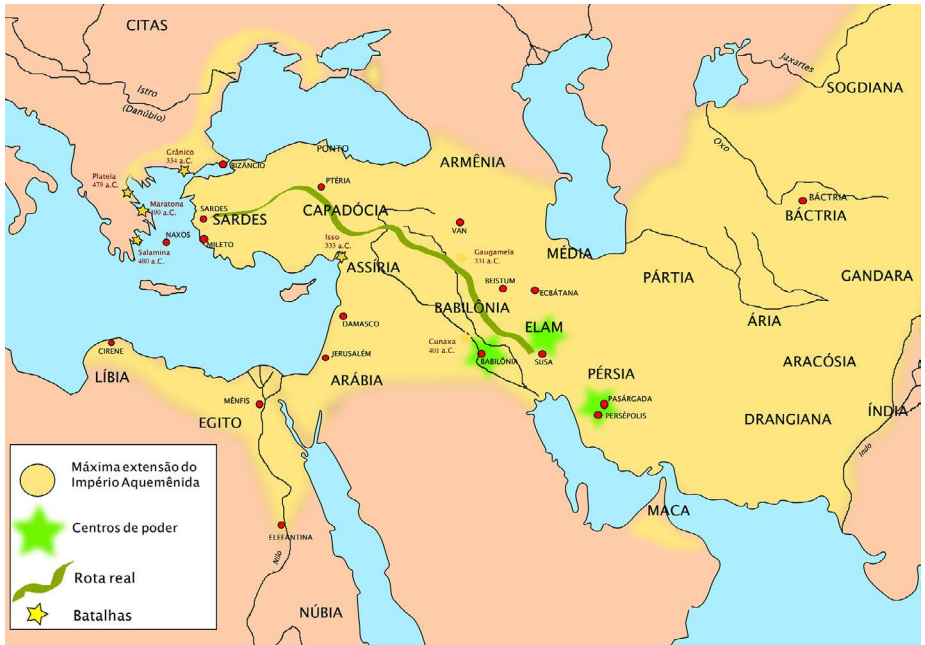 CITAS
Istro
(Danúbio)
Jaxartes
SOGDIANA
Oxo
Grânico
334 a.C.
BIZÂNCIO
PONTO
ARMÊNIA
Plateia
479 a.C.
PTÉRIA
BÁCTRIA
BÁCTRIA
Maratona
490 a.C.
SARDES
SARDES
CAPADÓCIA
VAN
NAXOS
MILETO
Salamina
480 a.C.
Isso
333 a.C.
ASSÍRIA
Gaugamela
331 a.C.
MÉDIA
PÁRTIA
GANDARA
BEISTUM
ECBÁTANA
BABILÔNIA
DAMASCO
ELAM
ÁRIA
CIRENE
Cunaxa
401 a.C.
BABILÔNIA
SUSA
JERUSALÉM
LÍBIA
ARÁBIA
PÉRSIA
ARACÓSIA
MÊNFIS
PASÁRGADA
PERSÉPOLIS
EGITO
DRANGIANA
ÍNDIA
Indo
Máxima extensão do
Império Aquemênida
Centros de poder
MACA
ELEFANTINA
Nilo
Rota real
NÚBIA
Batalhas